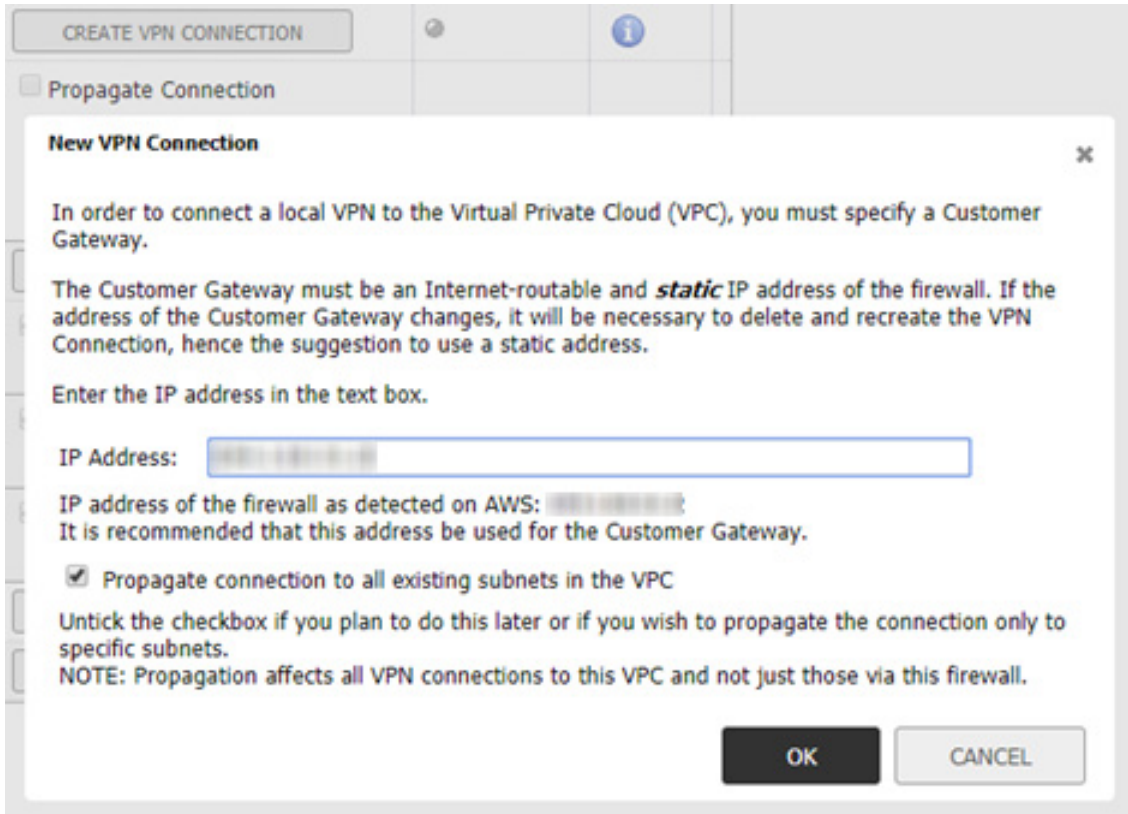 CREATE VPN CONNECTION
Propagate Connection
New VPN Connection
In order to connect a local VPN to the Virtual Private Cloud (VPC), you must specify a Customer
Gateway.
The Customer Gateway must be an Internet-routable and static IP address of the firewall. If the
address of the Customer Gateway changes, it will be necessary to delete and recreate the VPN
Connection, hence the suggestion to use a static address.
Enter the IP address in the text box.
IP Address:
IP address of the firewall as detected on AWS:
It is recommended that this address be used for the Customer Gateway.
Propagate connection to all existing subnets in the VPC
Untick the checkbox if you plan to do this later or if you wish to propagate the connection only to
specific subnets.
NOTE: Propagation affects all VPN connections to this VPC and not just those via this firewall.
OK
CANCEL